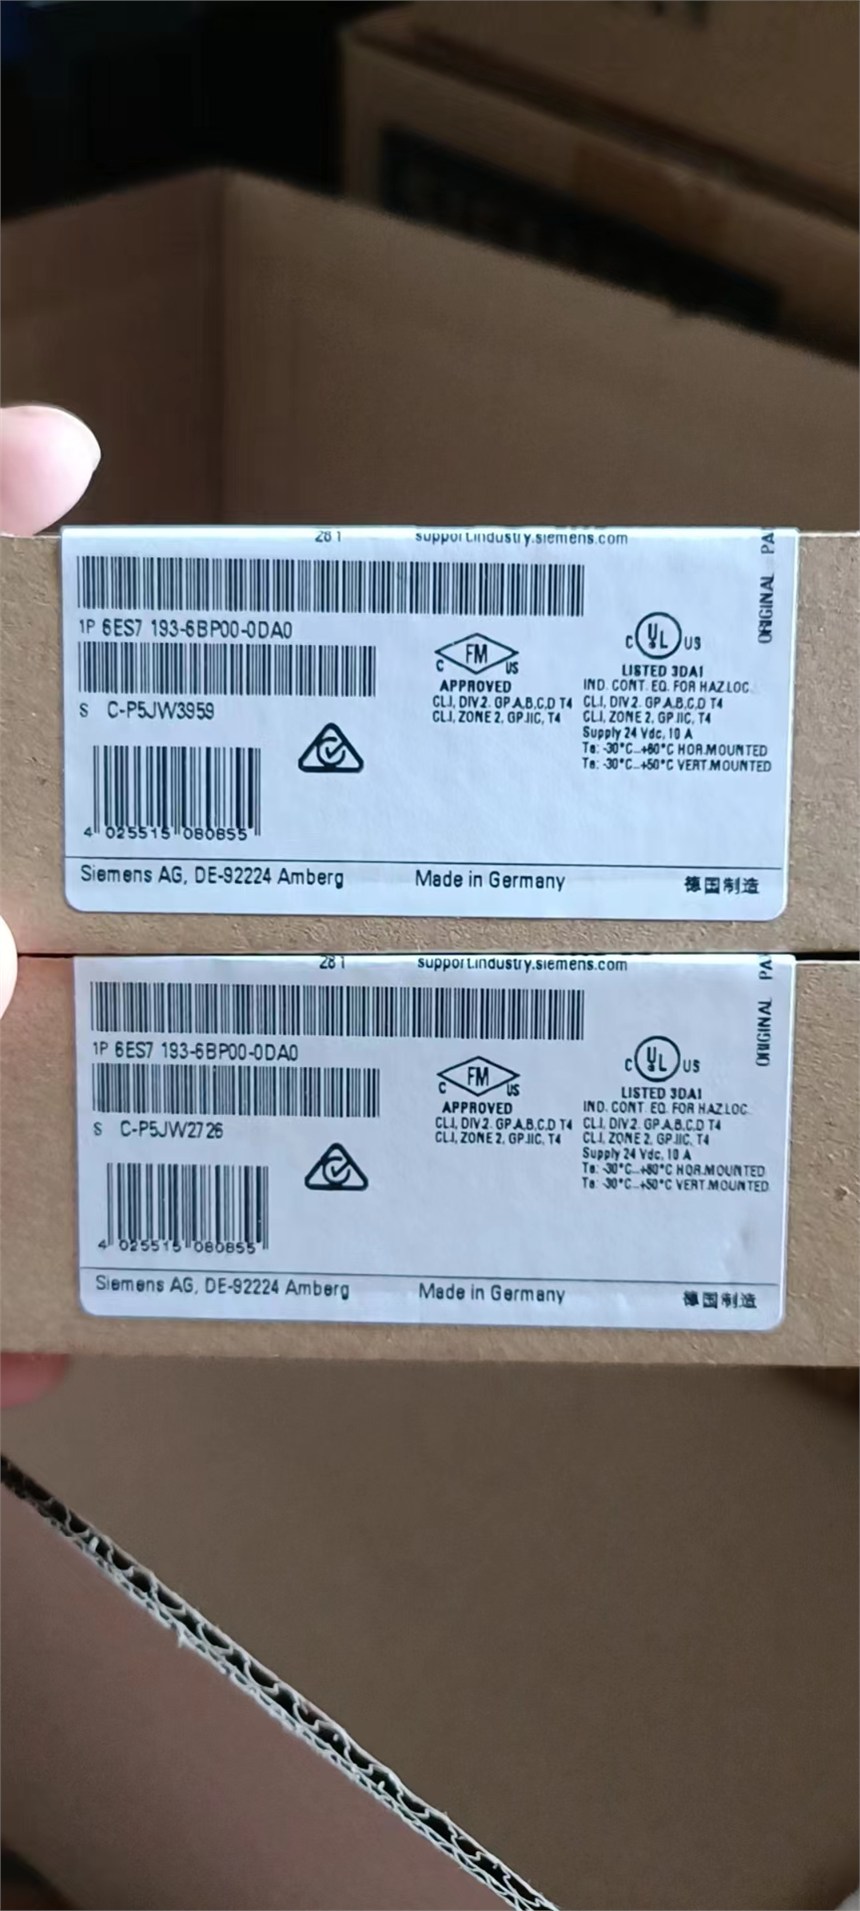 281 support.industry.siemens.com
ORIGINAL PA
1P 6ES7 193-6BP00-0DA0
S C-P5JW3959
4 025515 080855
C FM US
APPROVED
CL.I, DIV.2. GP.A,B,C,D T4
CL.I, ZONE 2, GP.IIC, T4
C UL US
LISTED 3DA1
IND. CONT. EQ. FOR HAZ.LOC.
CL.I, DIV.2. GP.A,B,C,D T4
CL.I, ZONE 2, GP.IIC, T4
Supply 24 Vdc, 10 A
Ta: -30°C...+60°C HOR.MOUNTED
Ta: -30°C...+50°C VERT.MOUNTED
Siemens AG, DE-92224 Amberg Made in Germany 德国制造
281 support.industry.siemens.com
ORIGINAL PA
1P 6ES7 193-6BP00-0DA0
S C-P5JW2726
4 025515 080855
C FM US
APPROVED
CL.I, DIV.2. GP.A,B,C,D T4
CL.I, ZONE 2, GP.IIC, T4
C UL US
LISTED 3DA1
IND. CONT. EQ. FOR HAZ.LOC.
CL.I, DIV.2. GP.A,B,C,D T4
CL.I, ZONE 2, GP.IIC, T4
Supply 24 Vdc, 10 A
Ta: -30°C...+60°C HOR.MOUNTED
Ta: -30°C...+50°C VERT.MOUNTED
Siemens AG, DE-92224 Amberg Made in Germany 德国制造